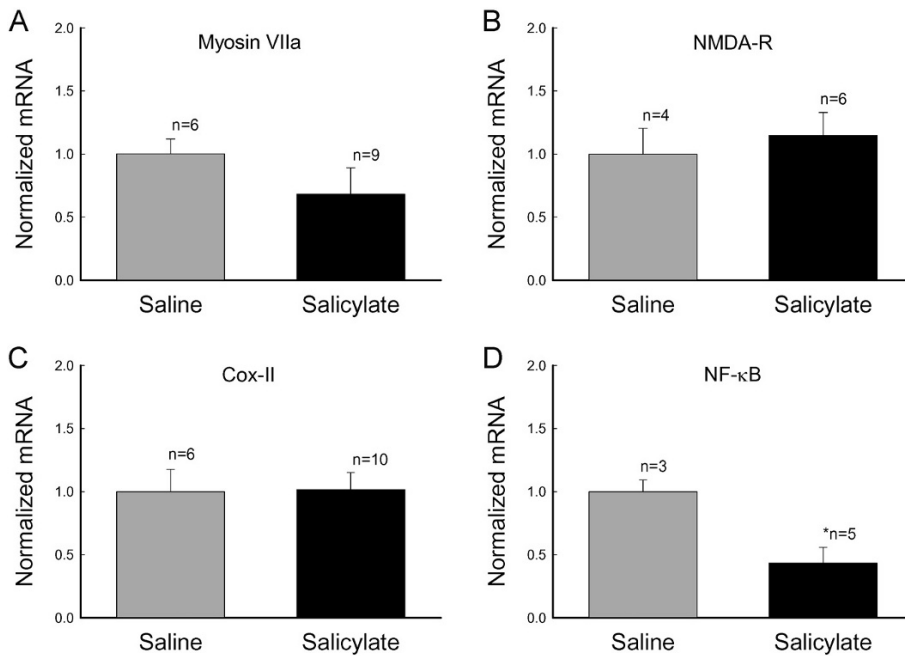 A
Myosin VIIa
Normalized mRNA
2.0
1.5
1.0
0.5
0.0
n=6
n=9
Saline
Salicylate
B
NMDA-R
Normalized mRNA
2.0
1.5
1.0
0.5
0.0
n=4
n=6
Saline
Salicylate
C
Cox-II
Normalized mRNA
2.0
1.5
1.0
0.5
0.0
n=6
n=10
Saline
Salicylate
D
NF-κB
Normalized mRNA
2.0
1.5
1.0
0.5
0.0
n=3
*n=5
Saline
Salicylate